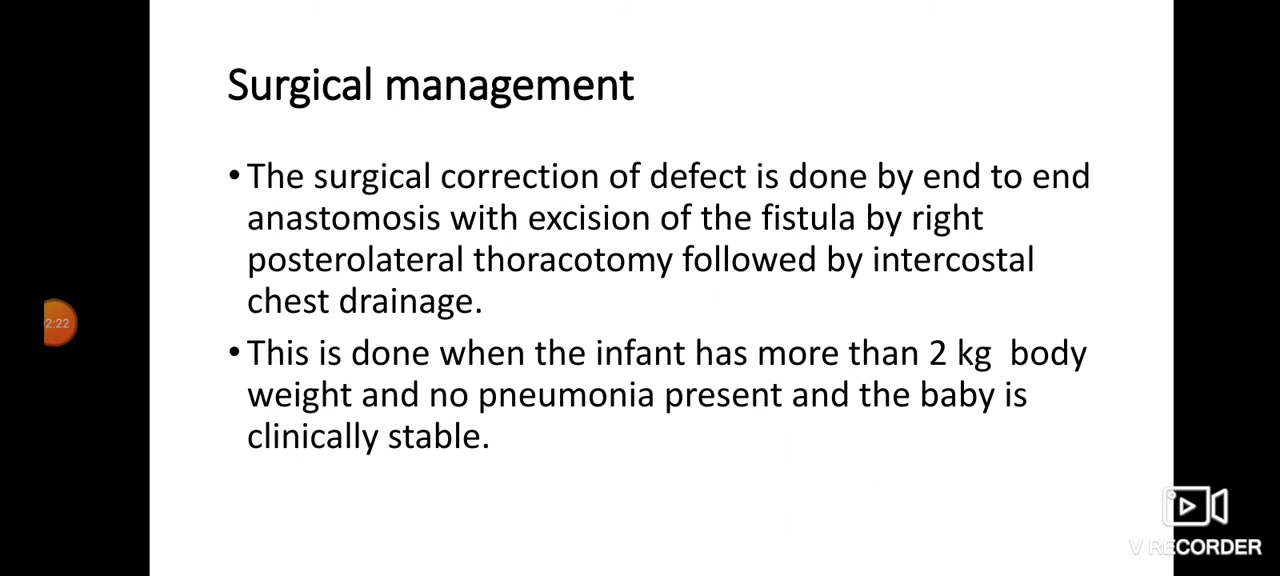 Surgical management
•The surgical correction of defect is done by end to end
anastomosis with excision of the fistula by right
posterolateral thoracotomy followed by intercostal
chest drainage.
•This is done when the infant has more than 2 kg  body
weight and no pneumonia present and the baby is
clinically stable.
2:22
V RECORDER